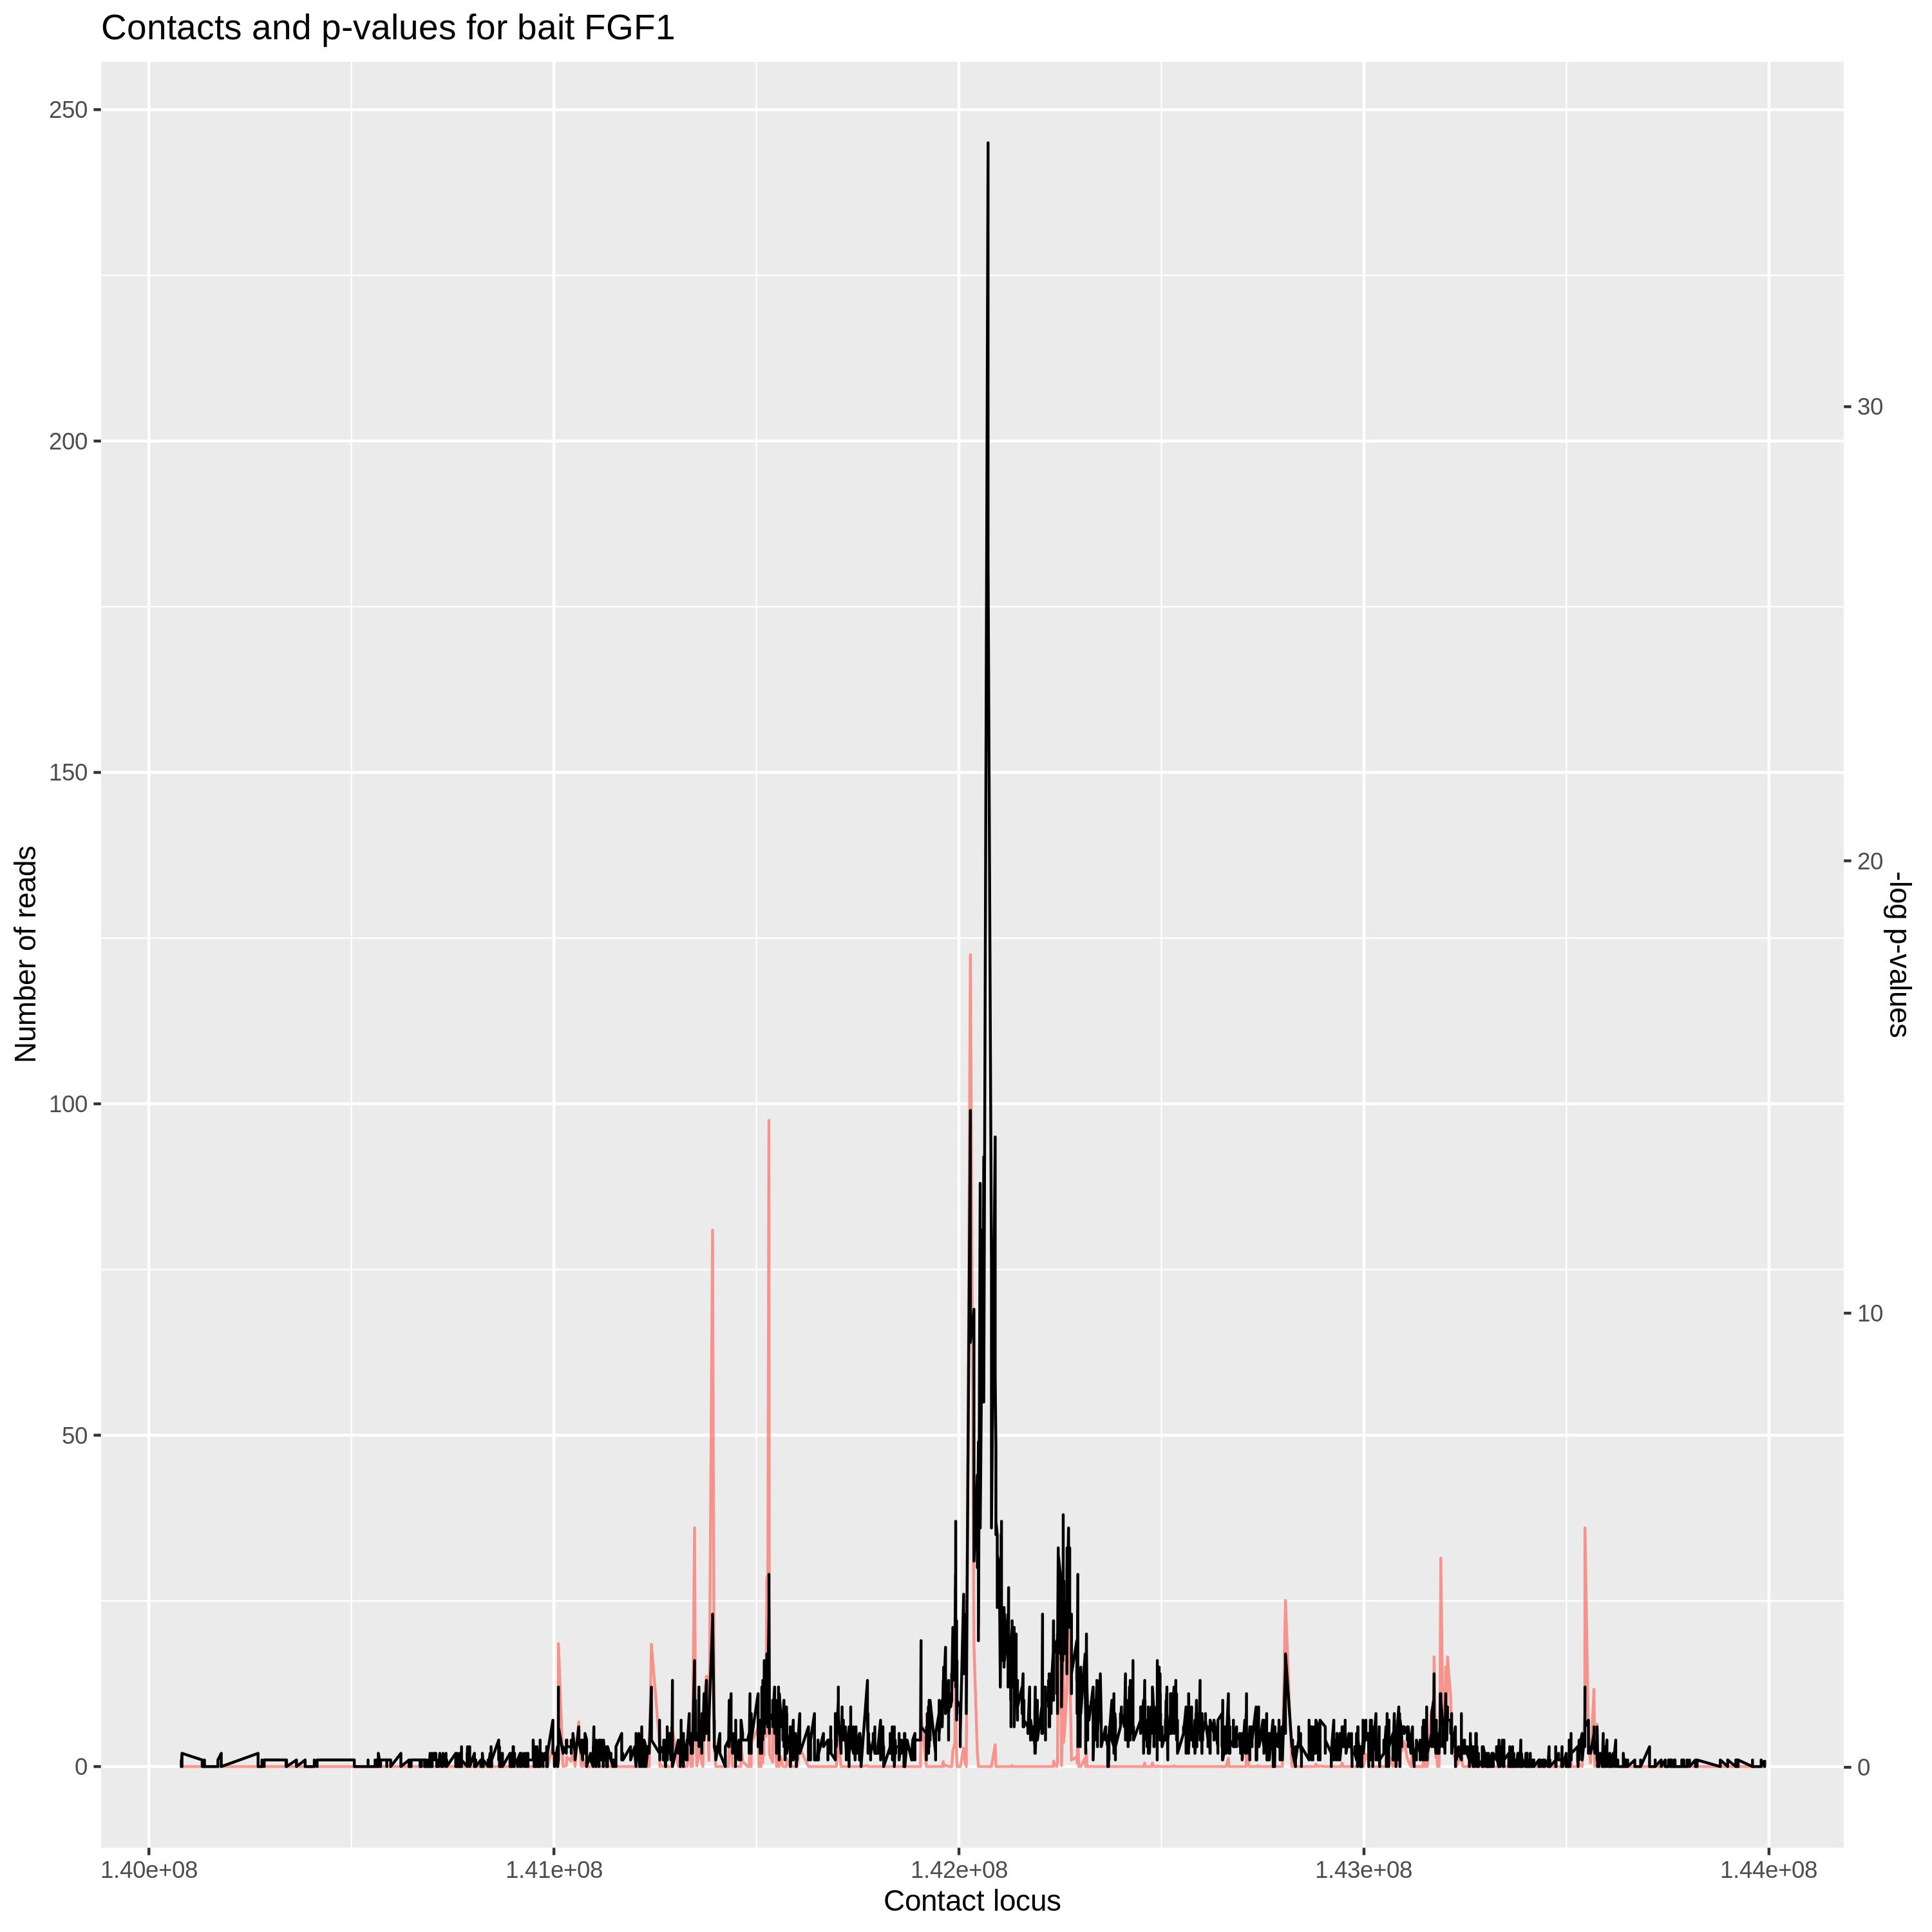 Contacts and p-values for bait FGF1
250
200
150
100
50
0
Number of reads
30
20
10
0
-log p-values
1.40e+08
1.41e+08
1.42e+08
1.43e+08
1.44e+08
Contact locus